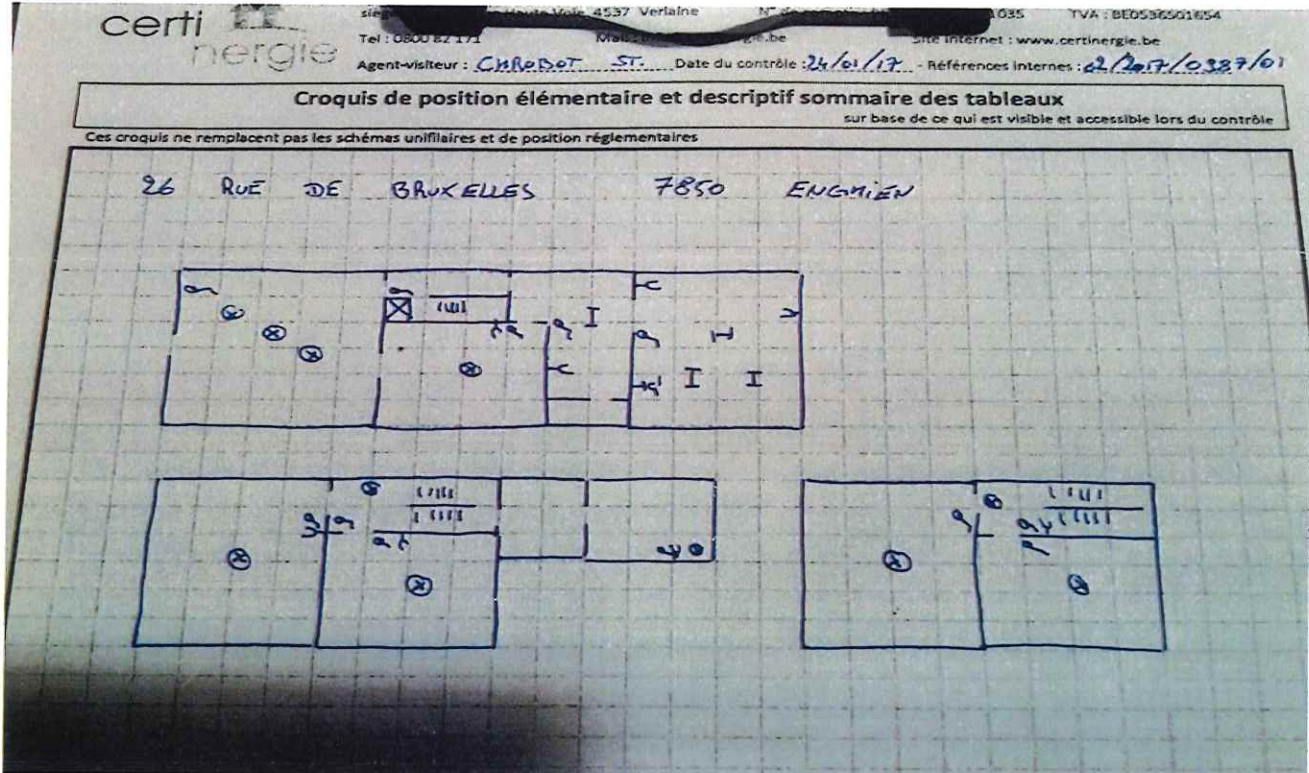 certi
nergie
4537 Verlaine
TVA : BE0536501654
Tel : 0800 82 171
Site internet : www.certinergie.be
Agent-visiteur : CHROBOT ST. Date du contrôle : 24/01/17 - Références internes : 02/2017/0387/01
Croquis de position élémentaire et descriptif sommaire des tableaux
sur base de ce qui est visible et accessible lors du contrôle
Ces croquis ne remplacent pas les schémas unifilaires et de position réglementaires
26 RUE DE BRUXELLES 7850 ENGHIEN